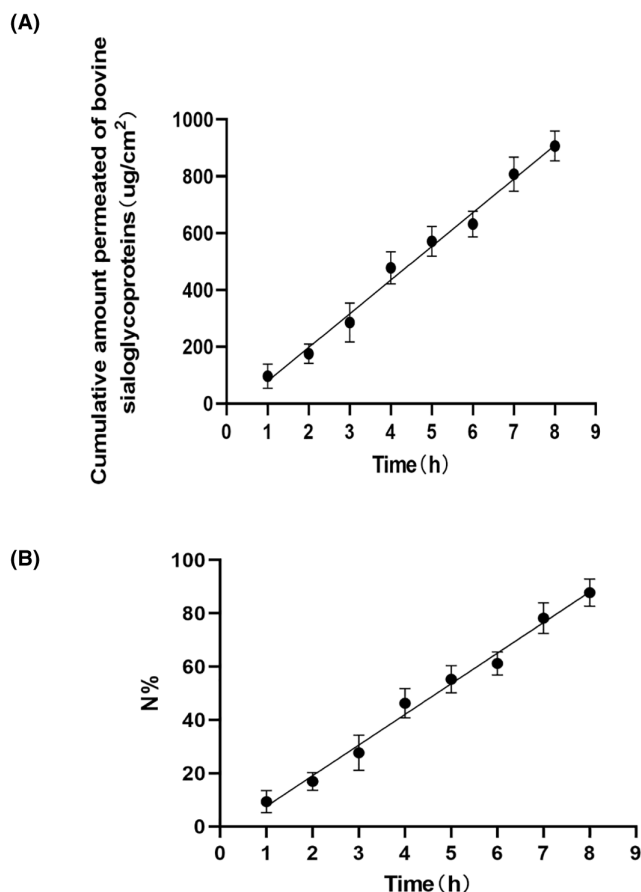 (A)
Cumulative amount permeated of bovine
sialoglycoproteins(ug/cm²)
1000
800
600
400
200
0
0 1 2 3 4 5 6 7 8 9
Time(h)
(B)
N%
100
80
60
40
20
0
0 1 2 3 4 5 6 7 8 9
Time(h)